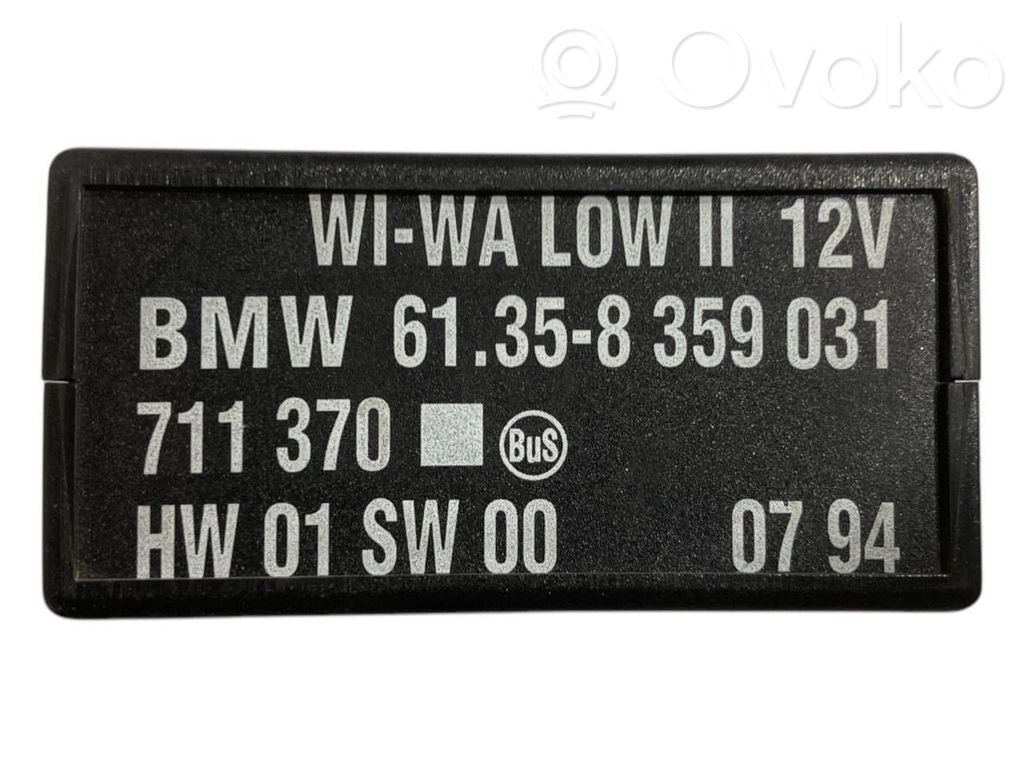 Ovoko
WI-WA LOW II 12V
BMW 61.35-8 359 031
711 370 BuS
HW 01 SW 00 07 94